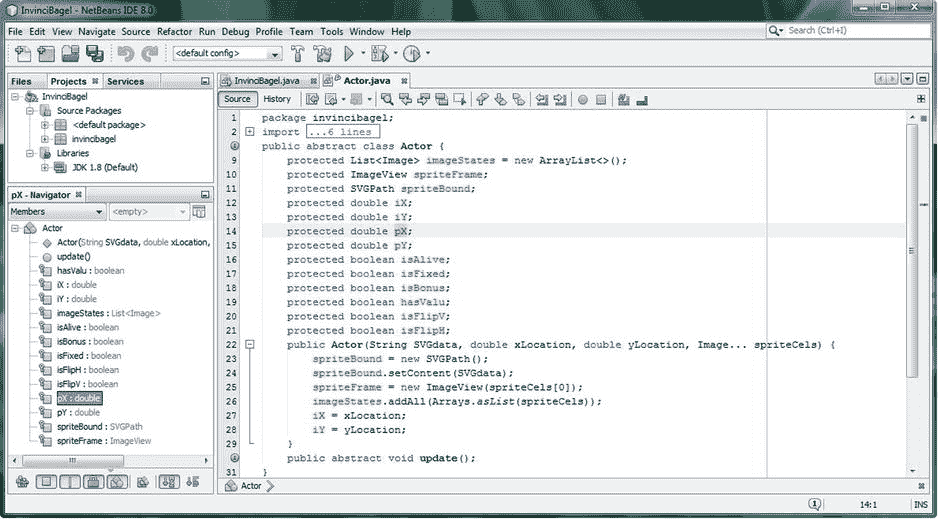 InvinciBagel - NetBeans IDE 8.0
File Edit View Navigate Source Refactor Run Debug Profile Team Tools Window Help
Search (Ctrl+I)
<default config>
Files Projects Services
InvinciBagel
Source Packages
<default package>
invincibagel
Libraries
JDK 1.8 (Default)
pX - Navigator
Members <empty>
Actor
Actor(String SVGdata, double xLocation,
update()
hasValu : boolean
iX : double
iY : double
imageStates : List<Image>
isAlive : boolean
isBonus : boolean
isFixed : boolean
isFlipH : boolean
isFlipV : boolean
pX : double
pY : double
spriteBound : SVGPath
spriteFrame : ImageView
InvinciBagel.java Actor.java
Source History
1 package invincibagel;
2 import ...6 lines
public abstract class Actor {
9 protected List<Image> imageStates = new ArrayList<>();
10 protected ImageView spriteFrame;
11 protected SVGPath spriteBound;
12 protected double iX;
13 protected double iY;
14 protected double pX;
15 protected double pY;
16 protected boolean isAlive;
17 protected boolean isFixed;
18 protected boolean isBonus;
19 protected boolean hasValu;
20 protected boolean isFlipV;
21 protected boolean isFlipH;
22 public Actor(String SVGdata, double xLocation, double yLocation, Image... spriteCels) {
23 spriteBound = new SVGPath();
24 spriteBound.setContent(SVGdata);
25 spriteFrame = new ImageView(spriteCels[0]);
26 imageStates.addAll(Arrays.asList(spriteCels));
27 iX = xLocation;
28 iY = yLocation;
29 }
public abstract void update();
31 }
Actor
1 14:1 INS